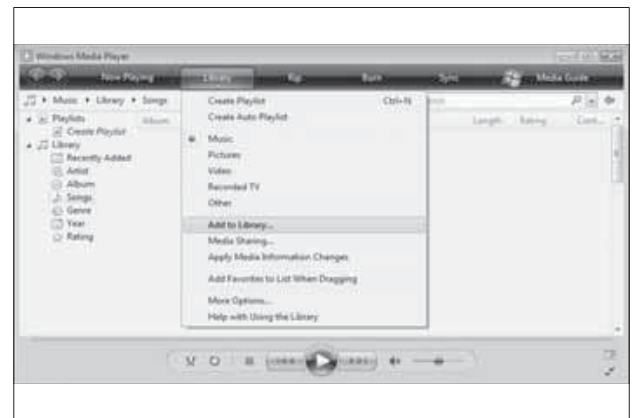 Windows Media Player
Now Playing Library Rip Burn Sync Media Guide
Music Library Songs
Playlists
Create Playlist
Library
Recently Added
Artist
Album
Songs
Genre
Year
Rating
Album
Create Playlist Ctrl+N
Create Auto Playlist
Music
Pictures
Video
Recorded TV
Other
Add to Library...
Media Sharing...
Apply Media Information Changes
Add Favorites to List When Dragging
More Options...
Help with Using the Library
Length Rating Cont...